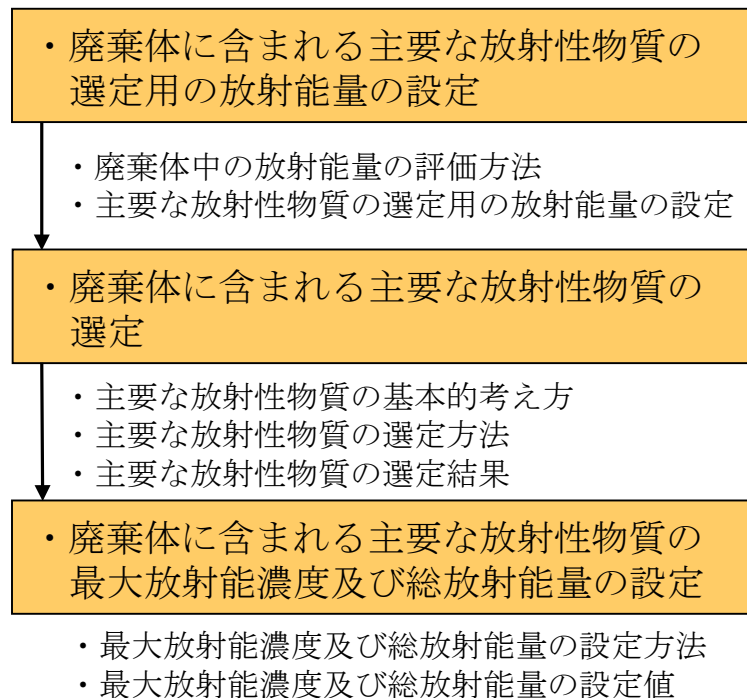 ・廃棄体に含まれる主要な放射性物質の
選定用の放射能量の設定
・廃棄体中の放射能量の評価方法
・主要な放射性物質の選定用の放射能量の設定
・廃棄体に含まれる主要な放射性物質の
選定
・主要な放射性物質の基本的考え方
・主要な放射性物質の選定方法
・主要な放射性物質の選定結果
・廃棄体に含まれる主要な放射性物質の
最大放射能濃度及び総放射能量の設定
・最大放射能濃度及び総放射能量の設定方法
・最大放射能濃度及び総放射能量の設定値